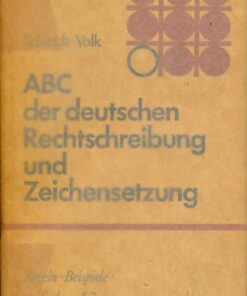 Schmidt-Volk
ABC
der deutschen
Rechtschreibung
und
Zeichensetzung
Regeln · Beispiele ·